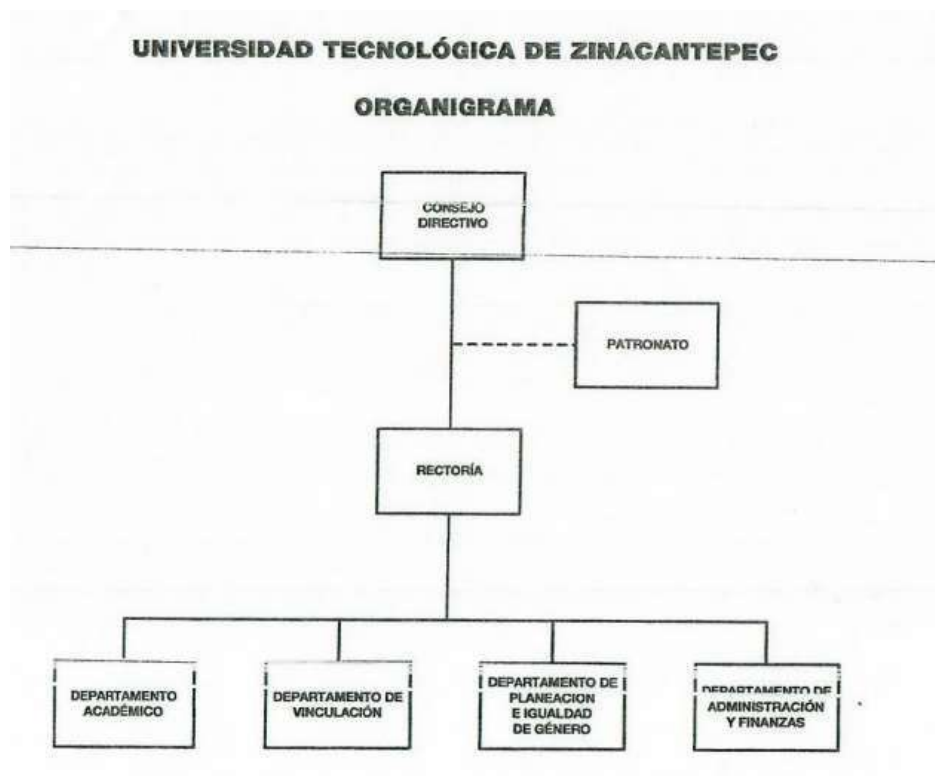 UNIVERSIDAD TECNOLÓGICA DE ZINACANTEPEC
ORGANIGRAMA
CONSEJO
DIRECTIVO
PATRONATO
RECTORÍA
DEPARTAMENTO
ACADÉMICO
DEPARTAMENTO DE
VINCULACIÓN
DEPARTAMENTO DE
PLANEACION
E IGUALDAD
DE GÉNERO
DEPARTAMENTO DE
ADMINISTRACIÓN
Y FINANZAS